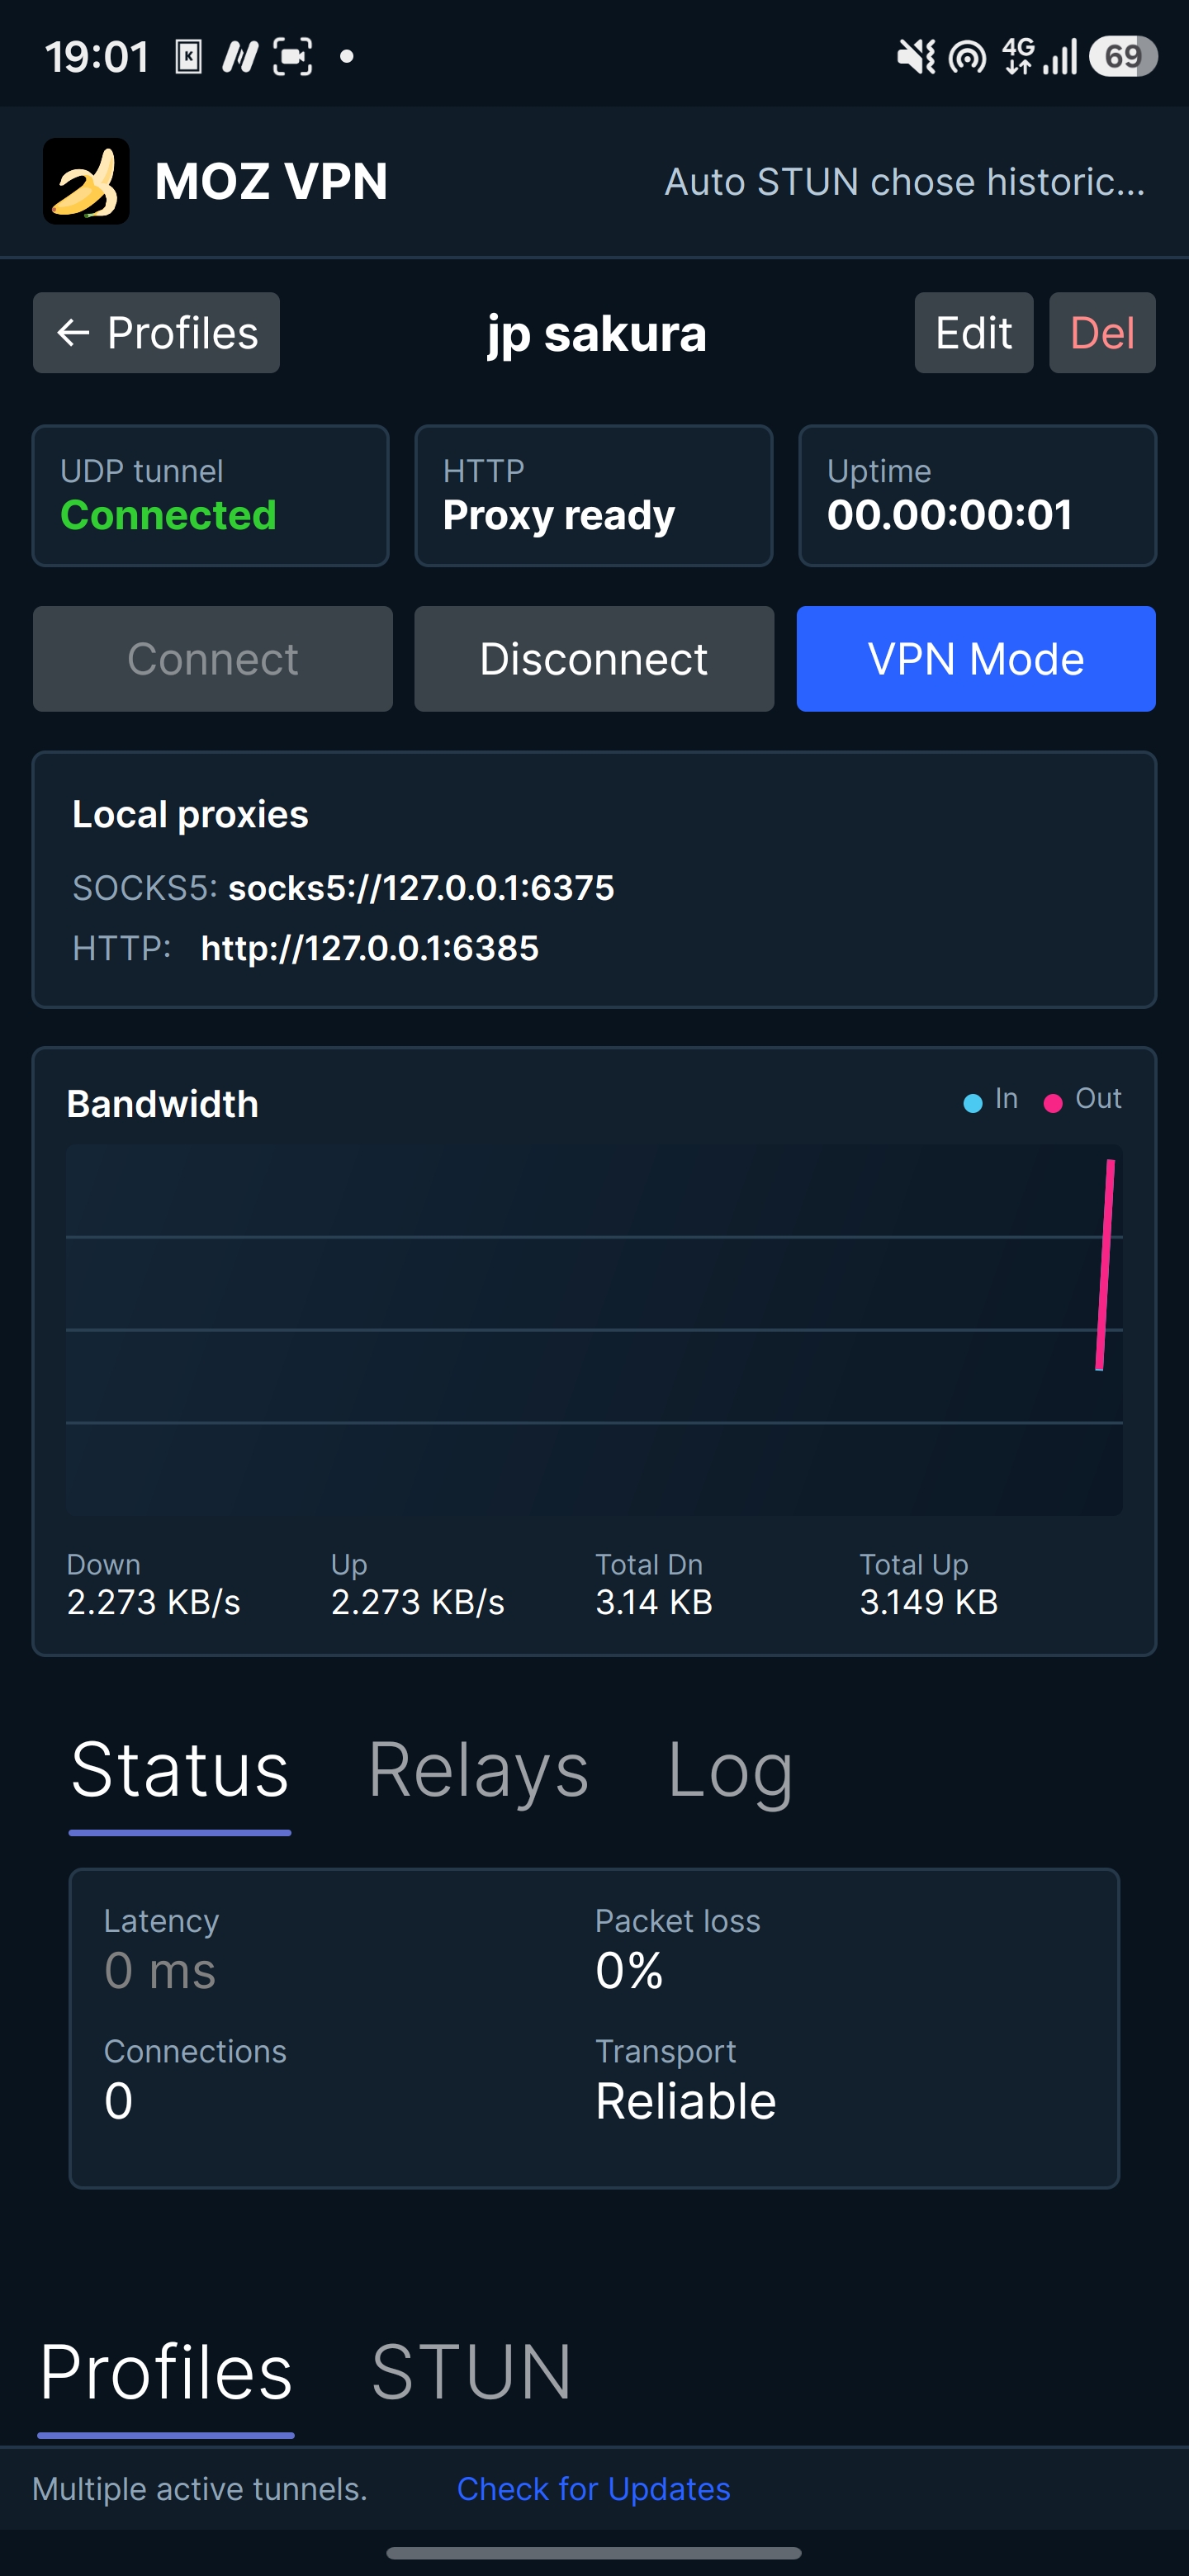 19:01
K
4G
69
MOZ VPN
Auto STUN chose historic...
← Profiles
jp sakura
Edit
Del
UDP tunnel
Connected
HTTP
Proxy ready
Uptime
00.00:00:01
Connect
Disconnect
VPN Mode
Local proxies
SOCKS5: socks5://127.0.0.1:6375
HTTP: http://127.0.0.1:6385
Bandwidth
In
Out
Down
2.273 KB/s
Up
2.273 KB/s
Total Dn
3.14 KB
Total Up
3.149 KB
Status
Relays
Log
Latency
0 ms
Packet loss
0%
Connections
0
Transport
Reliable
Profiles
STUN
Multiple active tunnels.
Check for Updates